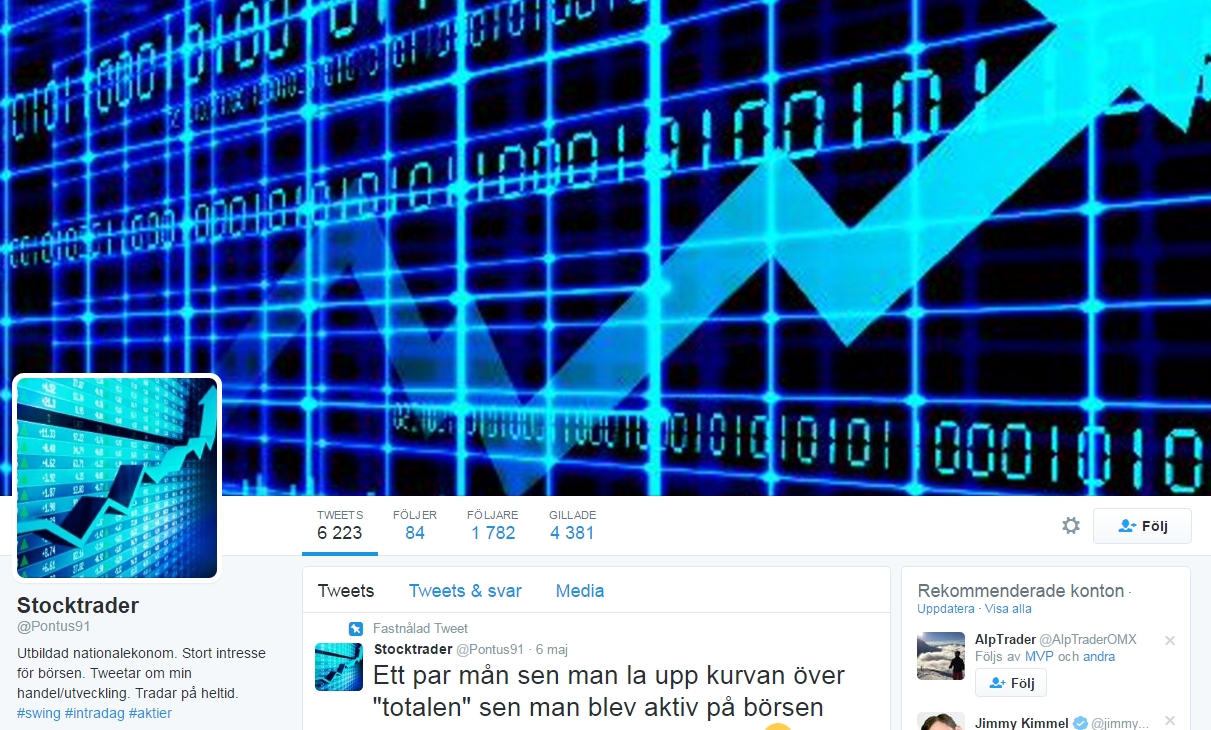 TWEETS
6 223
FÖLJER
84
FÖLJARE
1 782
GILLADE
4 381
Följ
Stocktrader
@Pontus91
Utbildad nationalekonom. Stort intresse
för börsen. Tweetar om min
handel/utveckling. Tradar på heltid.
#swing #intradag #aktier
Tweets Tweets & svar Media
Fastnålad Tweet
Stocktrader @Pontus91 · 6 maj
Ett par mån sen man la upp kurvan över
"totalen" sen man blev aktiv på börsen
Rekommenderade konton ·
Uppdatera · Visa alla
AlpTrader @AlpTraderOMX
Följs av MVP och andra
Följ
Jimmy Kimmel @jimmy...